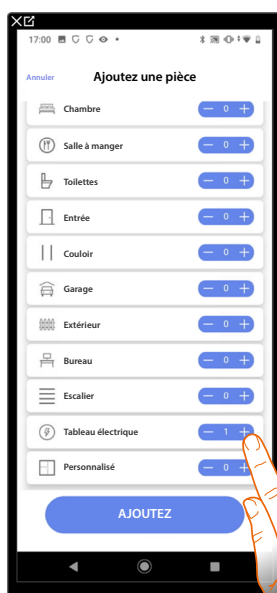 17:00
Annuler Ajoutez une pièce
Chambre — 0 +
Salle à manger — 0 +
Toilettes — 0 +
Entrée — 0 +
Couloir — 0 +
Garage — 0 +
Extérieur — 0 +
Bureau — 0 +
Escalier — 0 +
Tableau électrique — 1 +
Personnalisé — 0 +
AJOUTEZ